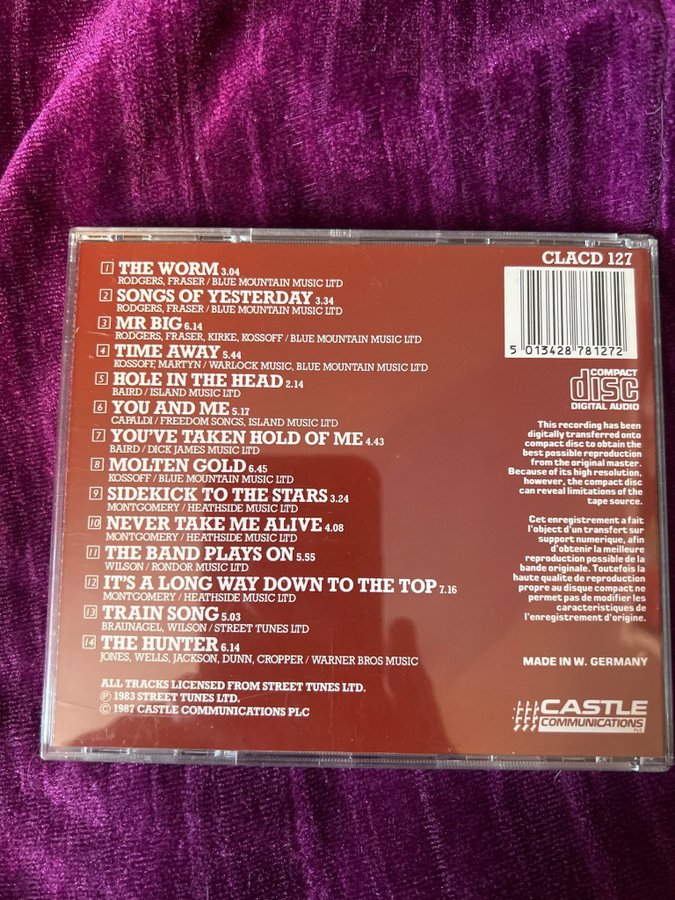 CLACD 127
1 THE WORM 3.04
RODGERS, FRASER / BLUE MOUNTAIN MUSIC LTD
2 SONGS OF YESTERDAY 3.34
RODGERS, FRASER / BLUE MOUNTAIN MUSIC LTD
3 MR BIG 6.14
RODGERS, FRASER, KIRKE, KOSSOFF / BLUE MOUNTAIN MUSIC LTD
4 TIME AWAY 5.44
KOSSOFF, MARTYN / WARLOCK MUSIC, BLUE MOUNTAIN MUSIC LTD
5 HOLE IN THE HEAD 2.14
BAIRD / ISLAND MUSIC LTD
6 YOU AND ME 5.17
CAPALDI / FREEDOM SONGS, ISLAND MUSIC LTD
7 YOU'VE TAKEN HOLD OF ME 4.43
BAIRD / DICK JAMES MUSIC LTD
8 MOLTEN GOLD 6.45
KOSSOFF / BLUE MOUNTAIN MUSIC LTD
9 SIDEKICK TO THE STARS 3.24
MONTGOMERY / HEATHSIDE MUSIC LTD
10 NEVER TAKE ME ALIVE 4.08
MONTGOMERY / HEATHSIDE MUSIC LTD
11 THE BAND PLAYS ON 5.55
WILSON / RONDOR MUSIC LTD
12 IT'S A LONG WAY DOWN TO THE TOP 7.16
MONTGOMERY / HEATHSIDE MUSIC LTD
13 TRAIN SONG 5.03
BRAUNAGEL, WILSON / STREET TUNES LTD
14 THE HUNTER 6.14
JONES, WELLS, JACKSON, DUNN, CROPPER / WARNER BROS MUSIC
ALL TRACKS LICENSED FROM STREET TUNES LTD.
Ⓟ 1983 STREET TUNES LTD.
© 1987 CASTLE COMMUNICATIONS PLC
5 013428 781272
COMPACT
disc
DIGITAL AUDIO
This recording has been
digitally transferred onto
compact disc to obtain the
best possible reproduction
from the original master.
Because of its high resolution,
however, the compact disc
can reveal limitations of the
tape source.
Cet enregistrement a fait
l'object d'un transfert sur
support numerique, afin
d'obtenir la meilleure
reproduction possible de la
bande originale. Toutefois la
haute qualite de reproduction
propre au disque compact ne
permet pas de modifier les
caracteristiques de
l'enregistrement d'origine.
MADE IN W. GERMANY
CASTLE
COMMUNICATIONS
PLC